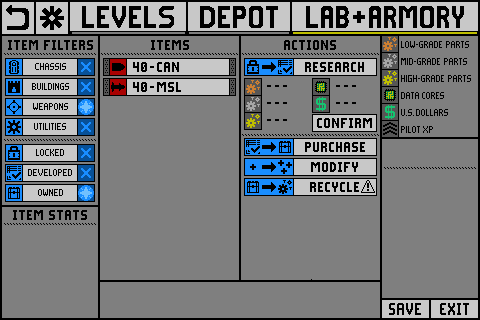 LEVELS DEPOT LAB+ARMORY
ITEM FILTERS
CHASSIS
BUILDINGS
WEAPONS
UTILITIES
LOCKED
DEVELOPED
OWNED
ITEM STATS
ITEMS
40-CAN
40-MSL
ACTIONS
RESEARCH
--- ---
--- $ ---
--- CONFIRM
PURCHASE
MODIFY
RECYCLE
LOW-GRADE PARTS
MID-GRADE PARTS
HIGH-GRADE PARTS
DATA CORES
$ U.S. DOLLARS
PILOT XP
SAVE EXIT